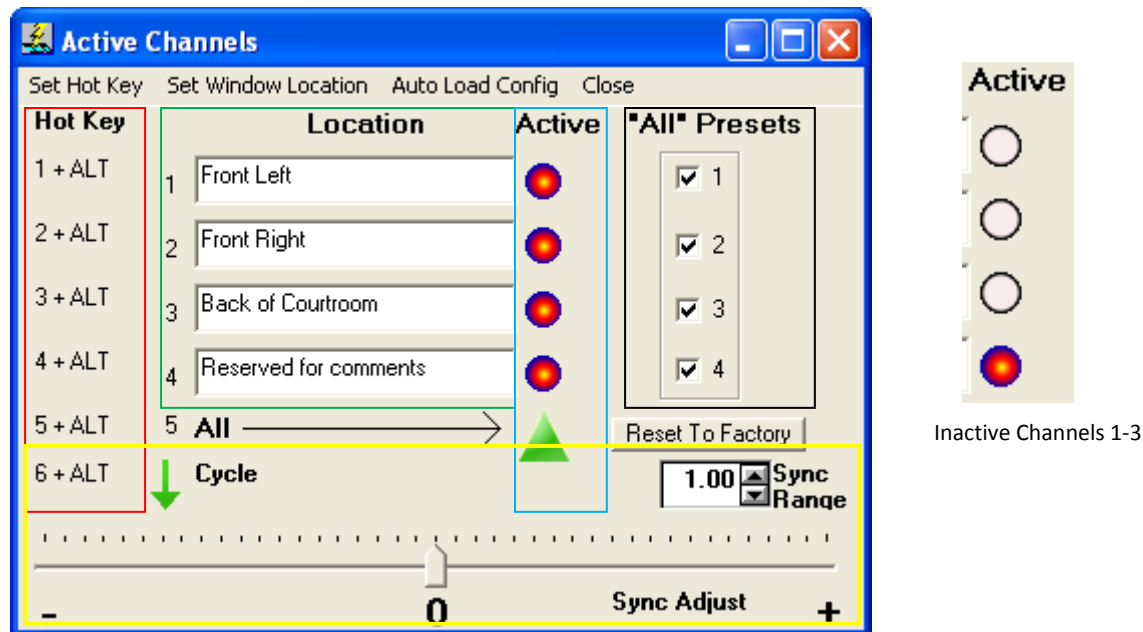 Active Channels
Set Hot Key Set Window Location Auto Load Config Close
Hot Key Location Active "All" Presets
1 + ALT 1 Front Left 1
2 + ALT 2 Front Right 2
3 + ALT 3 Back of Courtroom 3
4 + ALT 4 Reserved for comments 4
5 + ALT 5 All Reset To Factory
6 + ALT Cycle 1.00 Sync Range
- 0 Sync Adjust +
Active
Inactive Channels 1-3